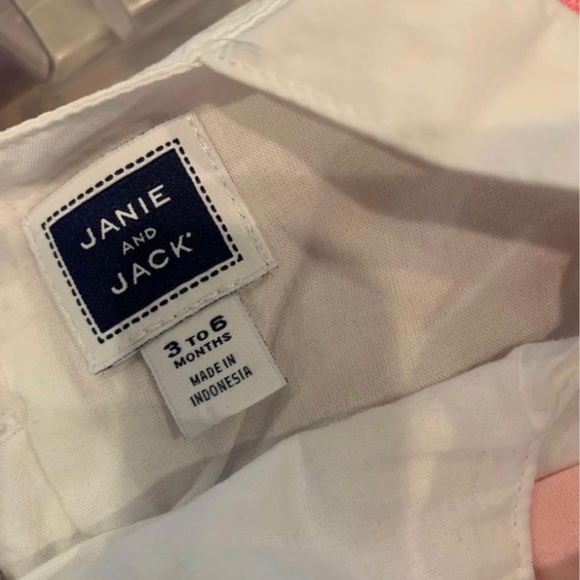 JANIE
AND
JACK®
3 TO 6
MONTHS
MADE IN
INDONESIA